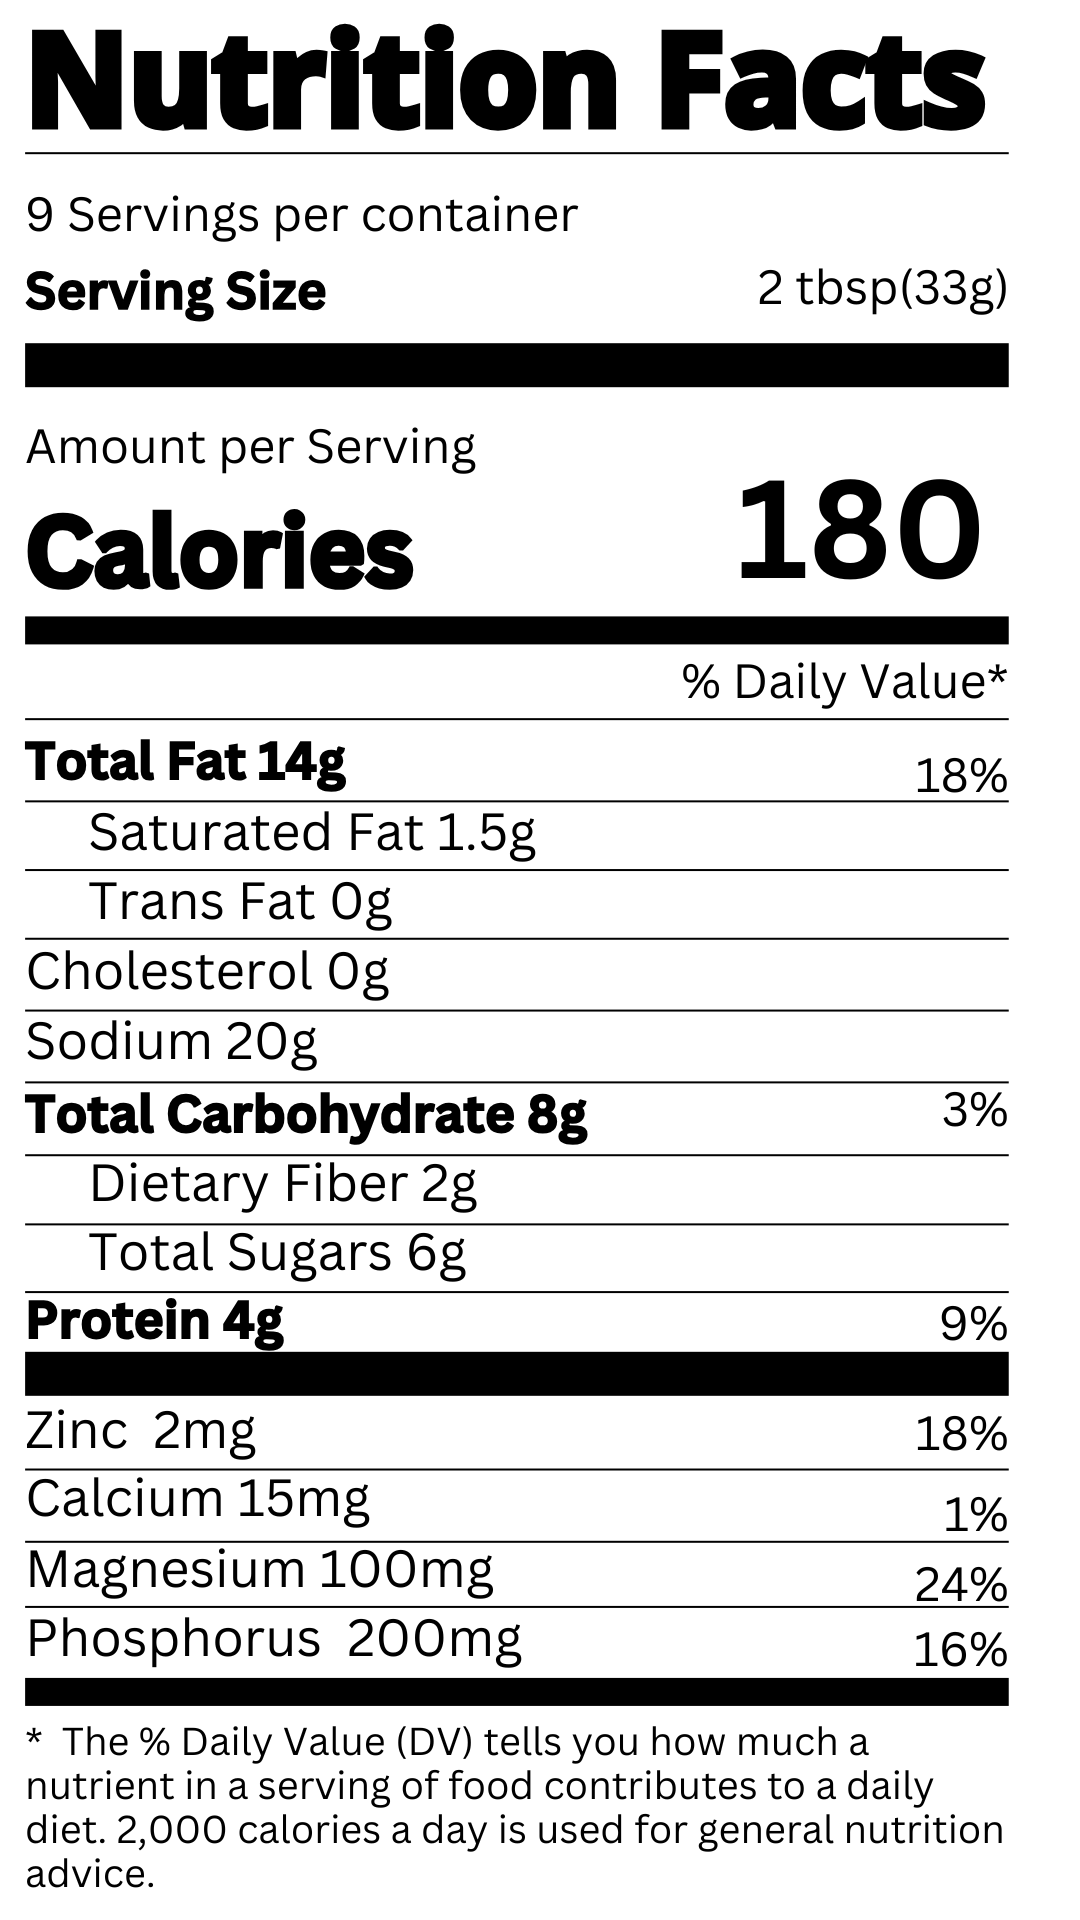 Nutrition Facts
9 Servings per container
Serving Size 2 tbsp(33g)
Amount per Serving
Calories 180
% Daily Value*
Total Fat 14g 18%
Saturated Fat 1.5g
Trans Fat 0g
Cholesterol 0g
Sodium 20g
Total Carbohydrate 8g 3%
Dietary Fiber 2g
Total Sugars 6g
Protein 4g 9%
Zinc 2mg 18%
Calcium 15mg 1%
Magnesium 100mg 24%
Phosphorus 200mg 16%
* The % Daily Value (DV) tells you how much a
nutrient in a serving of food contributes to a daily
diet. 2,000 calories a day is used for general nutrition
advice.